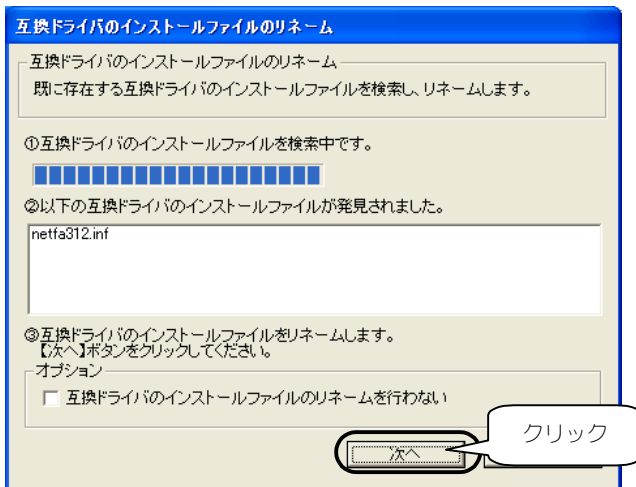 互換ドライバのインストールファイルのリネーム
互換ドライバのインストールファイルのリネーム
既に存在する互換ドライバのインストールファイルを検索し、リネームします。
①互換ドライバのインストールファイルを検索中です。
②以下の互換ドライバのインストールファイルが発見されました。
netfa312.inf
③互換ドライバのインストールファイルをリネームします。
【次へ】ボタンをクリックしてください。
オプション
互換ドライバのインストールファイルのリネームを行わない
次へ
クリック